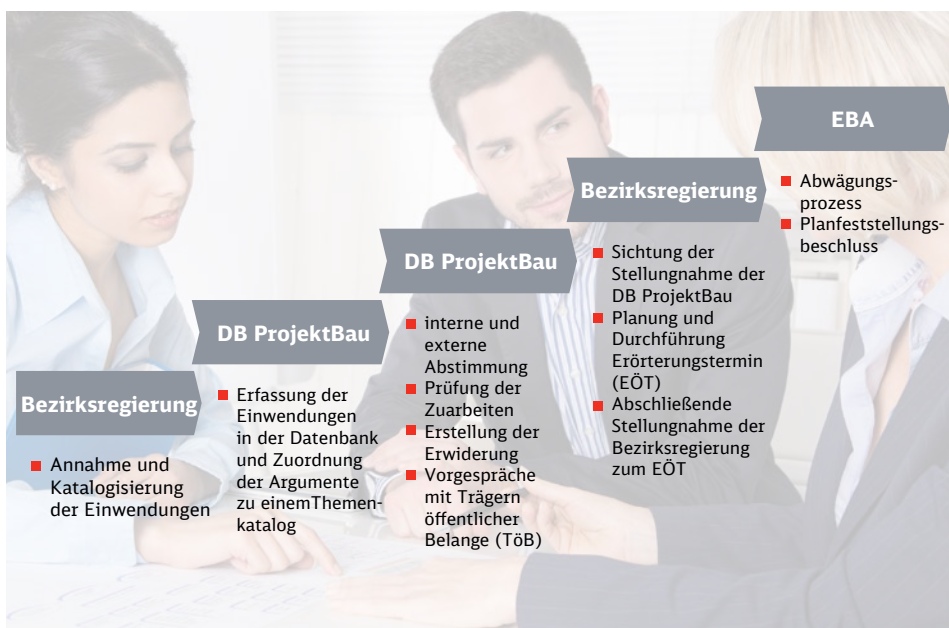 Bezirksregierung
Annahme und
Katalogisierung
der Einwendungen
DB ProjektBau
Erfassung der
Einwendungen
in der Datenbank
und Zuordnung
der Argumente
zu einemThemen-
katalog
DB ProjektBau
interne und
externe
Abstimmung
Prüfung der
Zuarbeiten
Erstellung der
Erwiderung
Vorgespräche
mit Trägern
öffentlicher
Belange (TöB)
Bezirksregierung
Sichtung der
Stellungnahme der
DB ProjektBau
Planung und
Durchführung
Erörterungstermin
(EÖT)
Abschließende
Stellungnahme der
Bezirksregierung
zum EÖT
EBA
Abwägungs-
prozess
Planfeststellungs-
beschluss